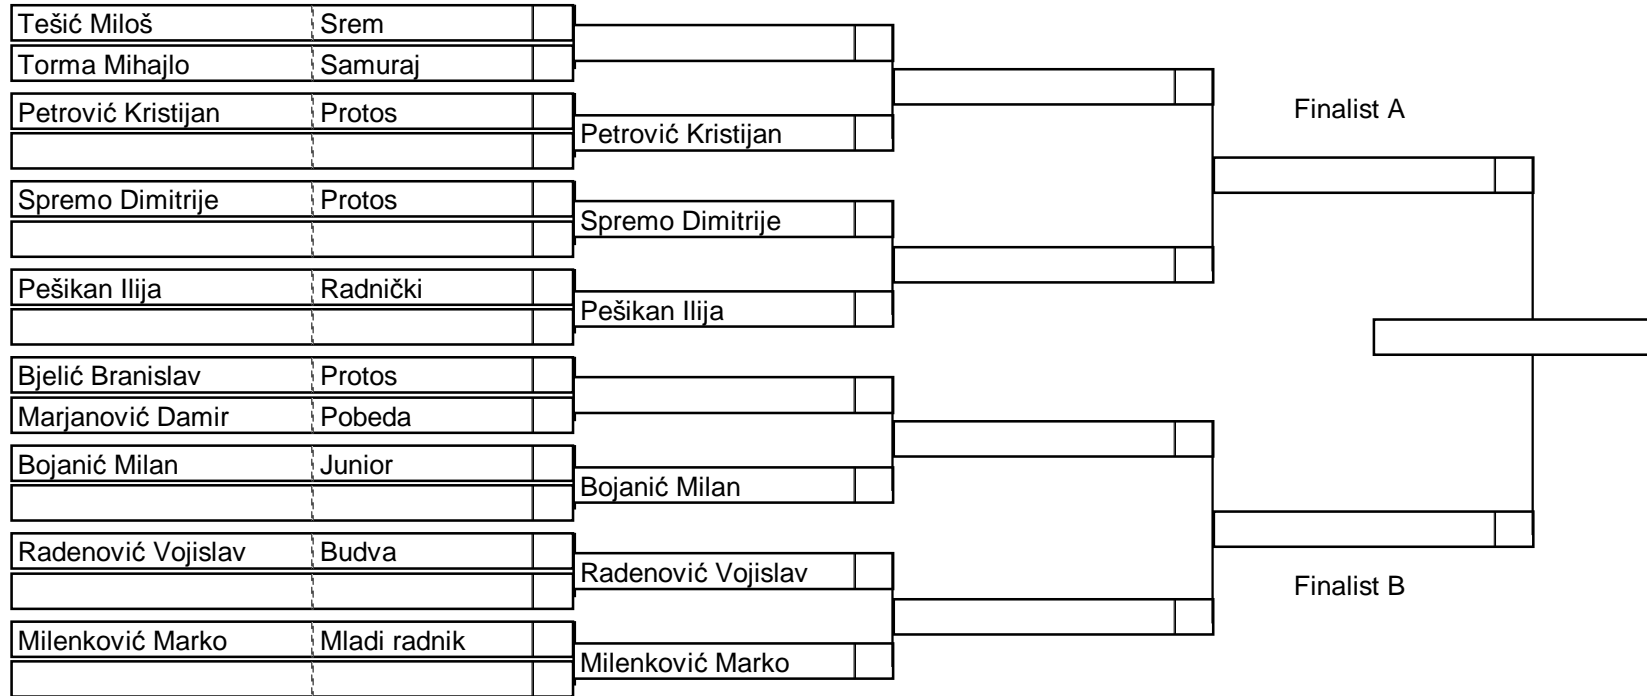 Tešić Miloš Srem
Torma Mihajlo Samuraj
Petrović Kristijan Protos
Petrović Kristijan
Spremo Dimitrije Protos
Spremo Dimitrije
Pešikan Ilija Radnički
Pešikan Ilija
Bjelić Branislav Protos
Marjanović Damir Pobeda
Bojanić Milan Junior
Bojanić Milan
Radenović Vojislav Budva
Radenović Vojislav
Milenković Marko Mladi radnik
Milenković Marko
Finalist A
Finalist B